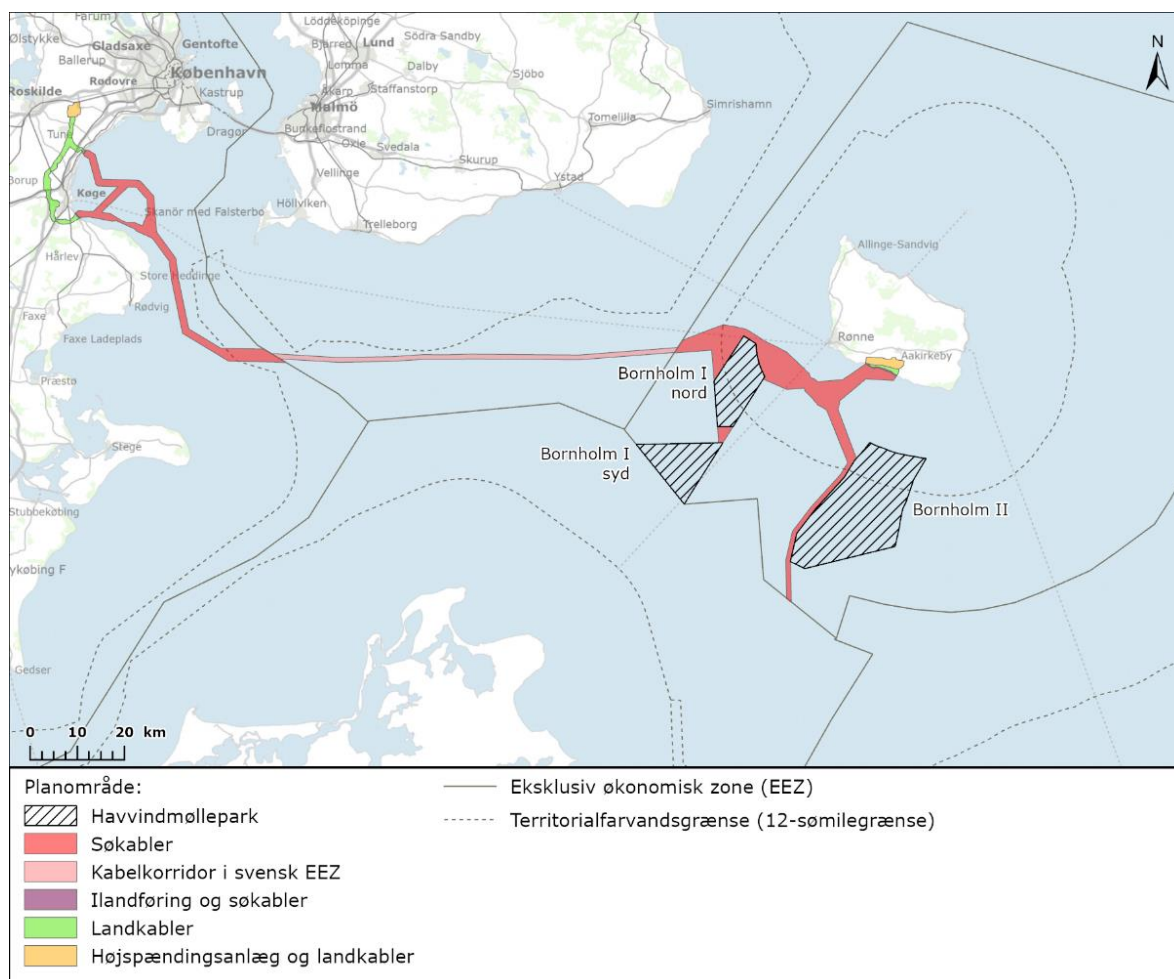 Farum
Ølstykke
Gladsaxe
Gentofte
Ballerup
København
Rødovre
Roskilde
Kastrup
Tune
Dragør
Borup
Køge
Hårlev
Store Heddinge
Rødvig
Faxe
Faxe Ladeplads
Præstø
Stege
Stubbekøbing
ykøbing F
Gedser
Löddeköpinge
Bjärred
Lund
Södra Sandby
Lomma
Dalby
Åkarp
Staffanstorp
Sjöbo
Malmö
Simrishamn
Bunkeflostrand
Tomelilla
Oxie
Svedala
Skurup
Vellinge
Ystad
Höllviken
Skanör med Falsterbo
Trelleborg
N
Allinge-Sandvig
Rønne
Aakirkeby
Bornholm I
nord
Bornholm I
syd
Bornholm II
0 10 20 km
Planområde:
Havvindmøllepark
Søkabler
Kabelkorridor i svensk EEZ
Ilandføring og søkabler
Landkabler
Højspændingsanlæg og landkabler
Eksklusiv økonomisk zone (EEZ)
Territorialfarvandsgrænse (12-sømilegrænse)